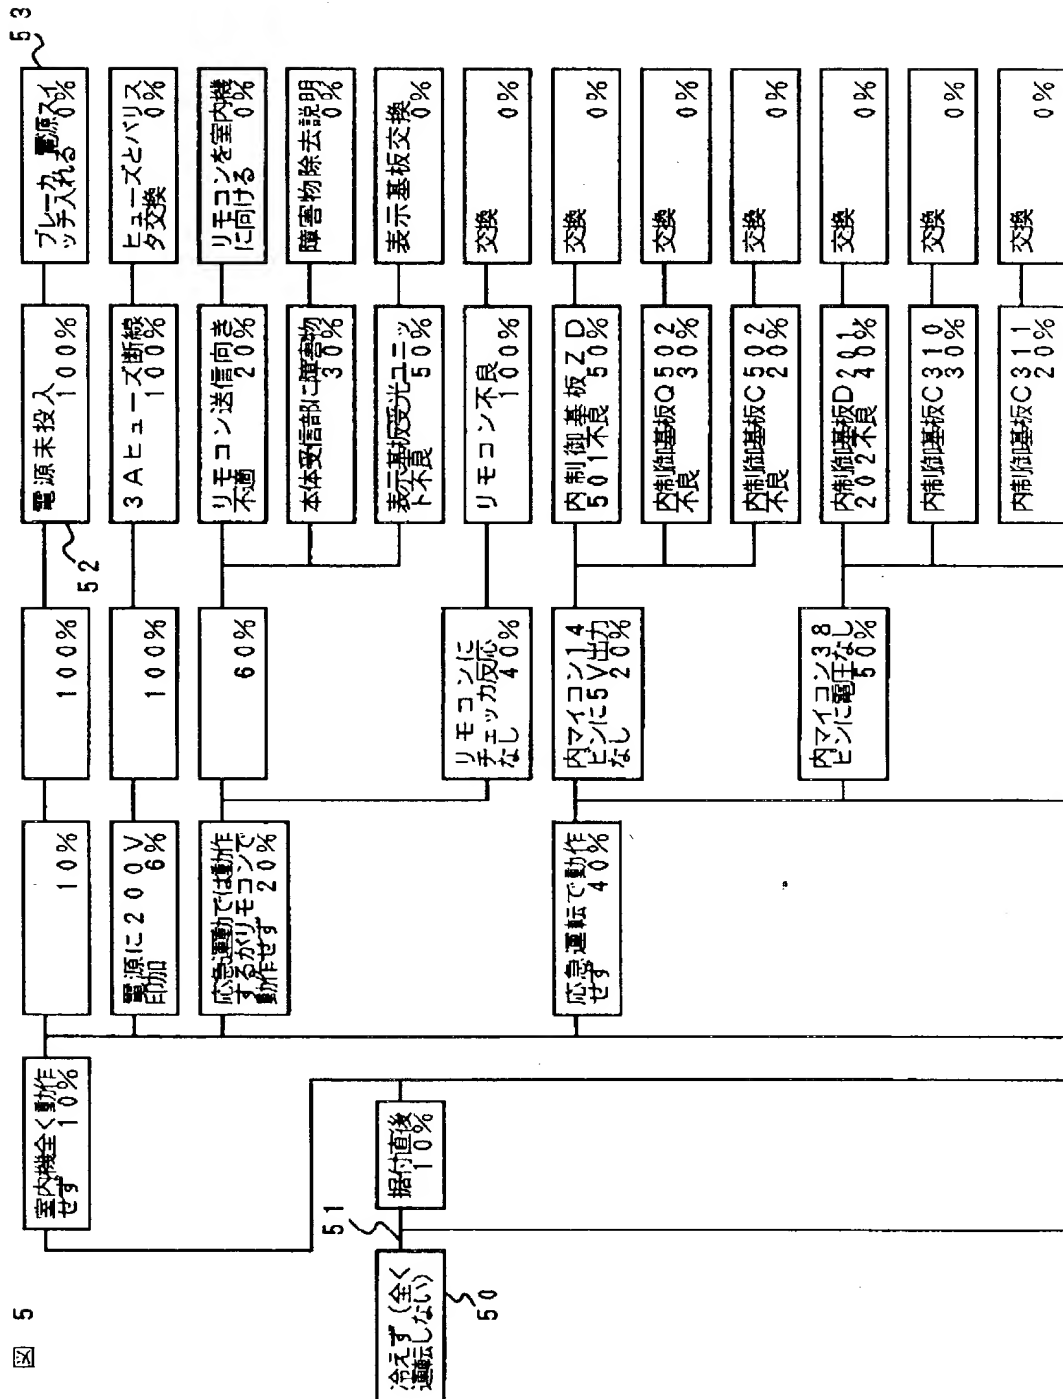 図 5
冷えず(全く
運転しない)
50
51
据付直後
10%
室内機全く動作
せず 10%
10%
100%
電源未投入
100%
52
ブレーカ 電源スイ
ッチ入れる 0%
53
電源に200V
印加 6%
100%
3Aヒューズ断線
100%
ヒューズとバリス
タ交換 0%
応急運動では動作
するがリモコンで
動作せず 20%
60%
リモコン送信向き
不適 20%
リモコンを室内機
に向ける 0%
本体受信部に障害物
30%
障害物除去説明
0%
表示基板受光ユニッ
ト不良 50%
表示基板交換
0%
リモコンに
チェッカ反応
なし 40%
リモコン不良
100%
交換 0%
応急運転で動作
せず 40%
内マイコン14
ピンに5V出力
なし 20%
内制御基板ZD
501不良 50%
交換 0%
内制御基板Q502
不良 30%
交換 0%
内制御基板C502
不良 20%
交換 0%
内マイコン38
ピンに電圧なし
50%
内制御基板D201
202不良 40%
交換 0%
内制御基板C310
30%
交換 0%
内制御基板C311
20%
交換 0%